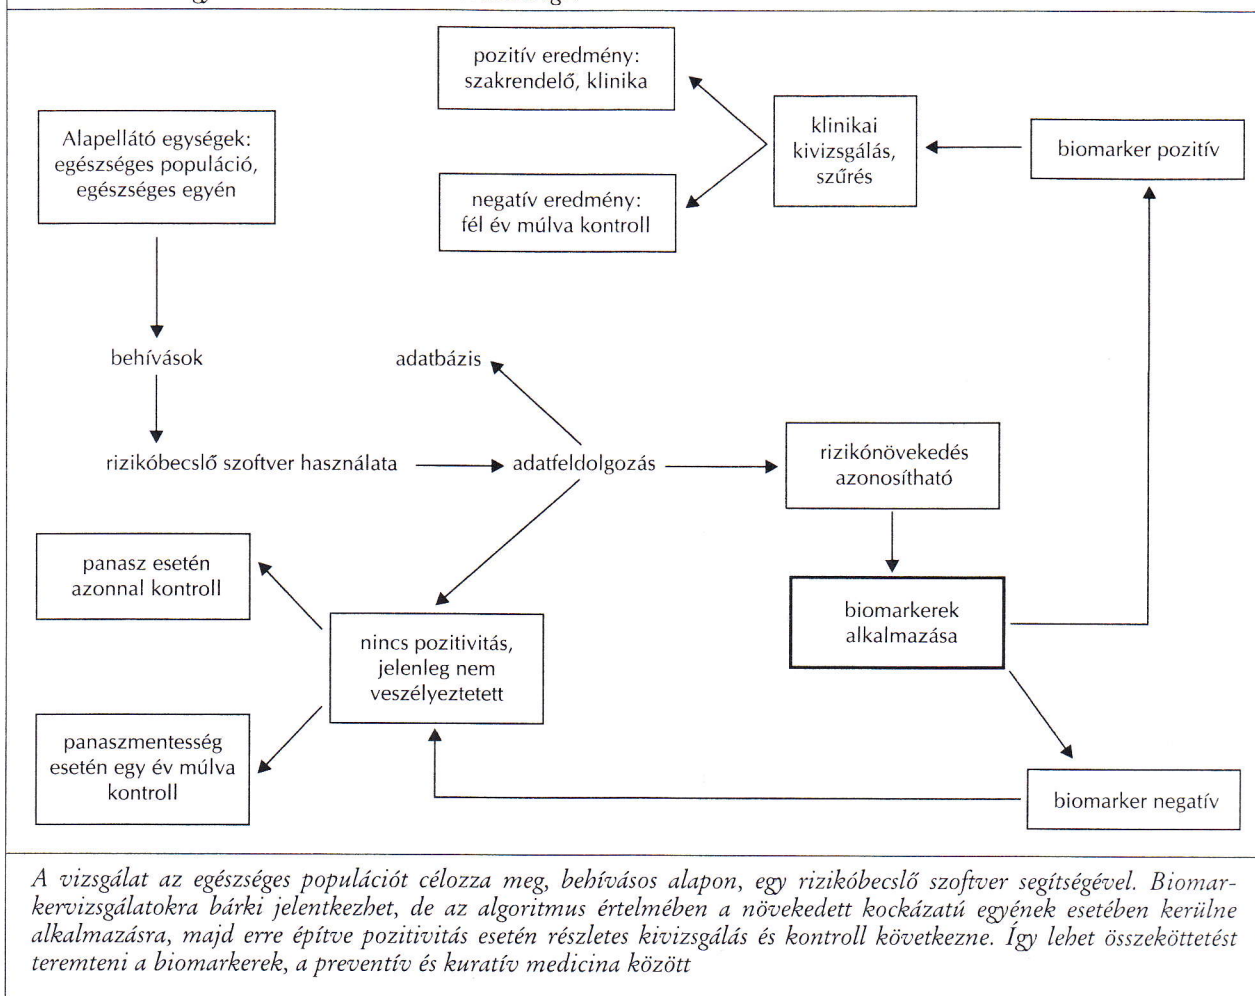 pozitív eredmény:
szakrendelő, klinika
Alapellátó egységek:
egészséges populáció,
egészséges egyén
klinikai
kivizsgálás,
szűrés
biomarker pozitív
negatív eredmény:
fél év múlva kontroll
behívások
adatbázis
rizikóbecslő szoftver használata
adatfeldolgozás
rizikónövekedés
azonosítható
panasz esetén
azonnal kontroll
biomarkerek
alkalmazása
nincs pozitivitás,
jelenleg nem
veszélyeztetett
panaszmentesség
esetén egy év múlva
kontroll
biomarker negatív
A vizsgálat az egészséges populációt célozza meg, behívásos alapon, egy rizikóbecslő szoftver segítségével. Biomar-
kervizsgálatokra bárki jelentkezhet, de az algoritmus értelmében a növekedett kockázatú egyének esetében kerülne
alkalmazásra, majd erre építve pozitivitás esetén részletes kivizsgálás és kontroll következne. Így lehet összeköttetést
teremteni a biomarkerek, a preventív és kuratív medicina között